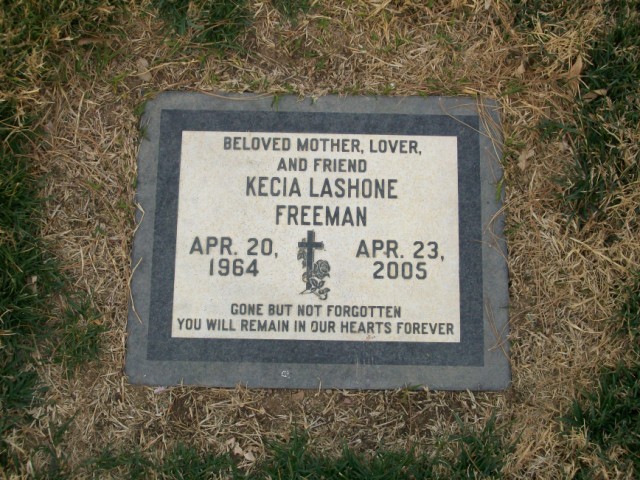 BELOVED MOTHER, LOVER,
AND FRIEND
KECIA LASHONE
FREEMAN
APR. 20, 1964
APR. 23, 2005
GONE BUT NOT FORGOTTEN
YOU WILL REMAIN IN OUR HEARTS FOREVER